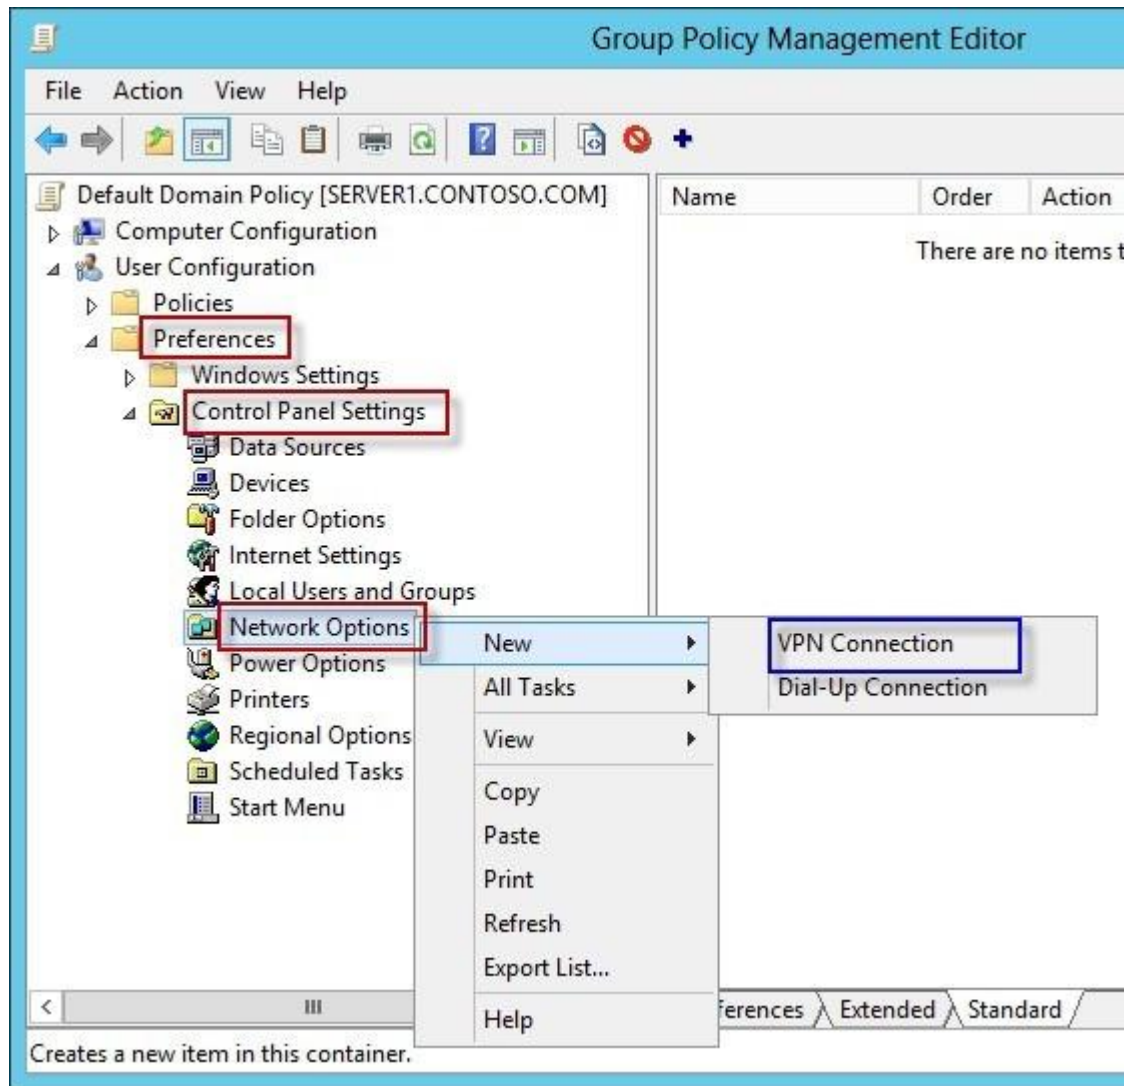 Group Policy Management Editor
File Action View Help
Default Domain Policy [SERVER1.CONTOSO.COM]
Computer Configuration
User Configuration
Policies
Preferences
Windows Settings
Control Panel Settings
Data Sources
Devices
Folder Options
Internet Settings
Local Users and Groups
Network Options
Power Options
Printers
Regional Options
Scheduled Tasks
Start Menu
Name Order Action
There are no items t
New
All Tasks
View
Copy
Paste
Print
Refresh
Export List...
Help
VPN Connection
Dial-Up Connection
ferences Extended Standard
Creates a new item in this container.